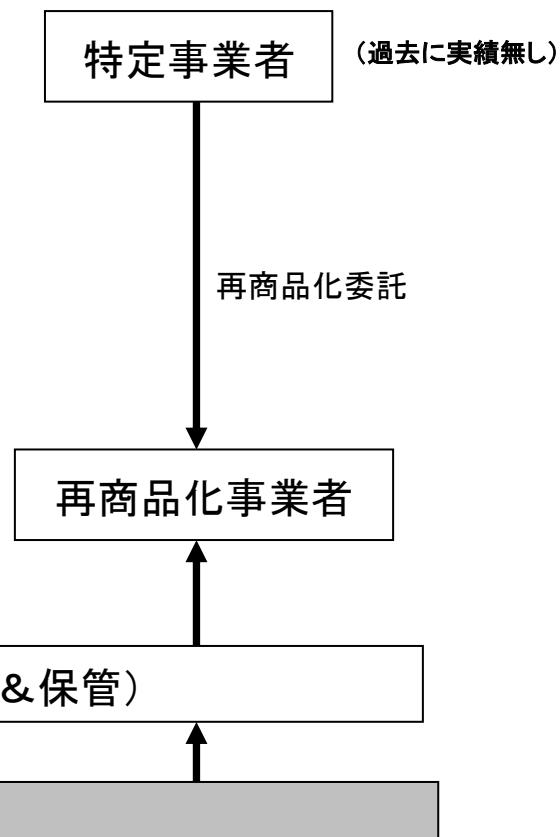 特定事業者
（過去に実績無し）
再商品化委託
再商品化事業者
＆保管）